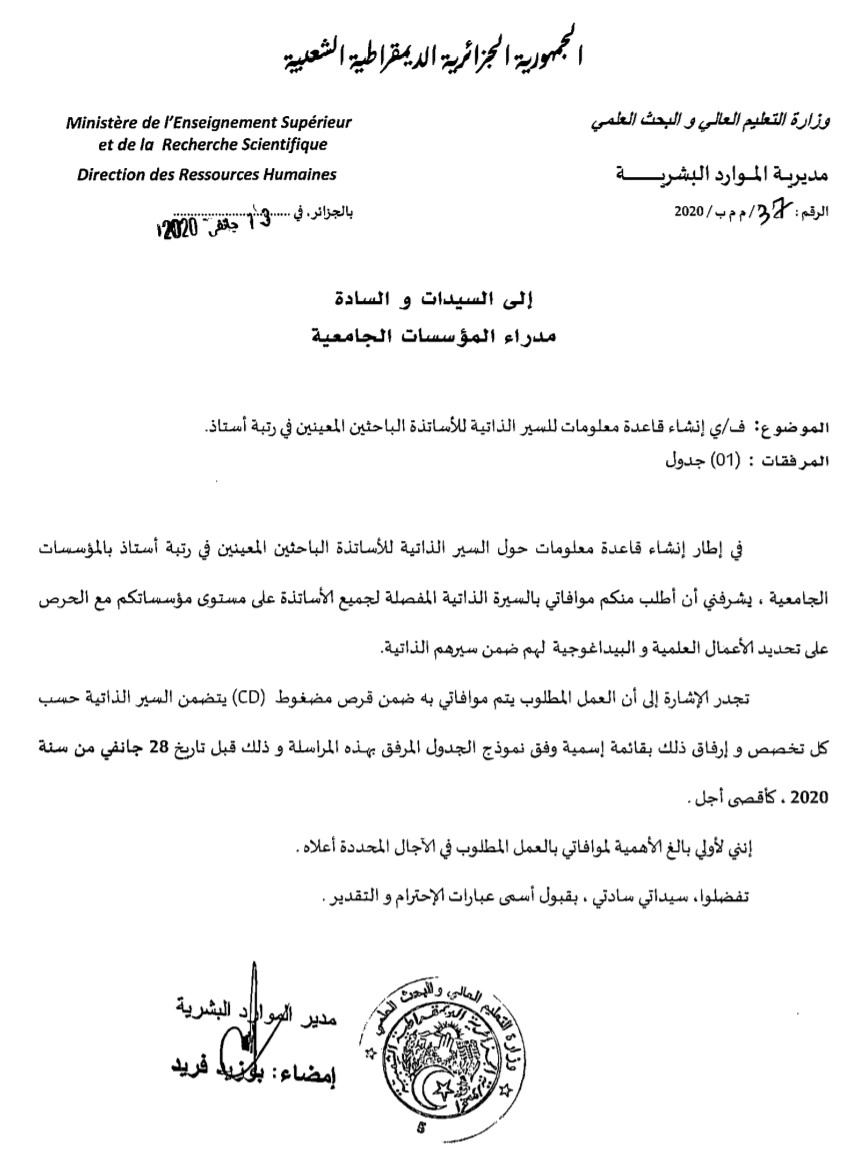 الجمهورية الجزائرية الديمقراطية الشعبية
وزارة التعليم العالي و البحث العلمي
Ministère de l'Enseignement Supérieur
et de la Recherche Scientifique
مديرية الموارد البشريـــــة
Direction des Ressources Humaines
الرقم: 37/م م ب/ 2020
بالجزائر، في 13 جانفي 2020
إلى السيدات و السادة
مدراء المؤسسات الجامعية
الموضوع: ف/ي إنشاء قاعدة معلومات للسير الذاتية للأساتذة الباحثين المعينين في رتبة أستاذ.
المرفقات : (01) جدول
في إطار إنشاء قاعدة معلومات حول السير الذاتية للأساتذة الباحثين المعينين في رتبة أستاذ بالمؤسسات
الجامعية ، يشرفني أن أطلب منكم موافاتي بالسيرة الذاتية المفصلة لجميع الأساتذة على مستوى مؤسساتكم مع الحرص
على تحديد الأعمال العلمية و البيداغوجية لهم ضمن سيرهم الذاتية.
تجدر الإشارة إلى أن العمل المطلوب يتم موافاتي به ضمن قرص مضغوط (CD) يتضمن السير الذاتية حسب
كل تخصص و إرفاق ذلك بقائمة إسمية وفق نموذج الجدول المرفق بهذه المراسلة و ذلك قبل تاريخ 28 جانفي من سنة
2020 ، كأقصى أجل .
إنني لأولي بالغ الأهمية لموافاتي بالعمل المطلوب في الآجال المحددة أعلاه .
تفضلوا، سيداتي سادتي ، بقبول أسمى عبارات الإحترام و التقدير .
مدير الموارد البشرية
إمضاء: بوزيد فريد
وزارة التعليم العالي والبحث العلمي
الجمهورية الجزائرية الديمقراطية الشعبية
5